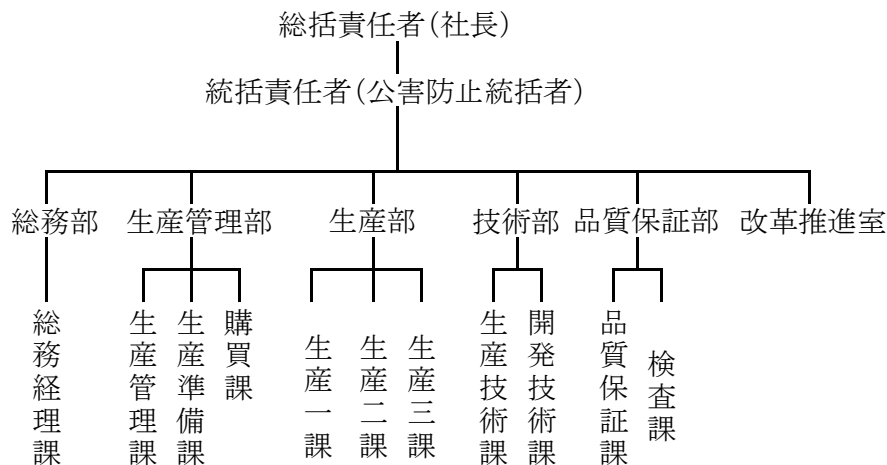 総括責任者(社長)
統括責任者(公害防止統括者)
総務部
生産管理部
生産部
技術部
品質保証部
改革推進室
総務経理課
生産管理課
生産準備課
購買課
生産一課
生産二課
生産三課
生産技術課
開発技術課
品質保証課
検査課